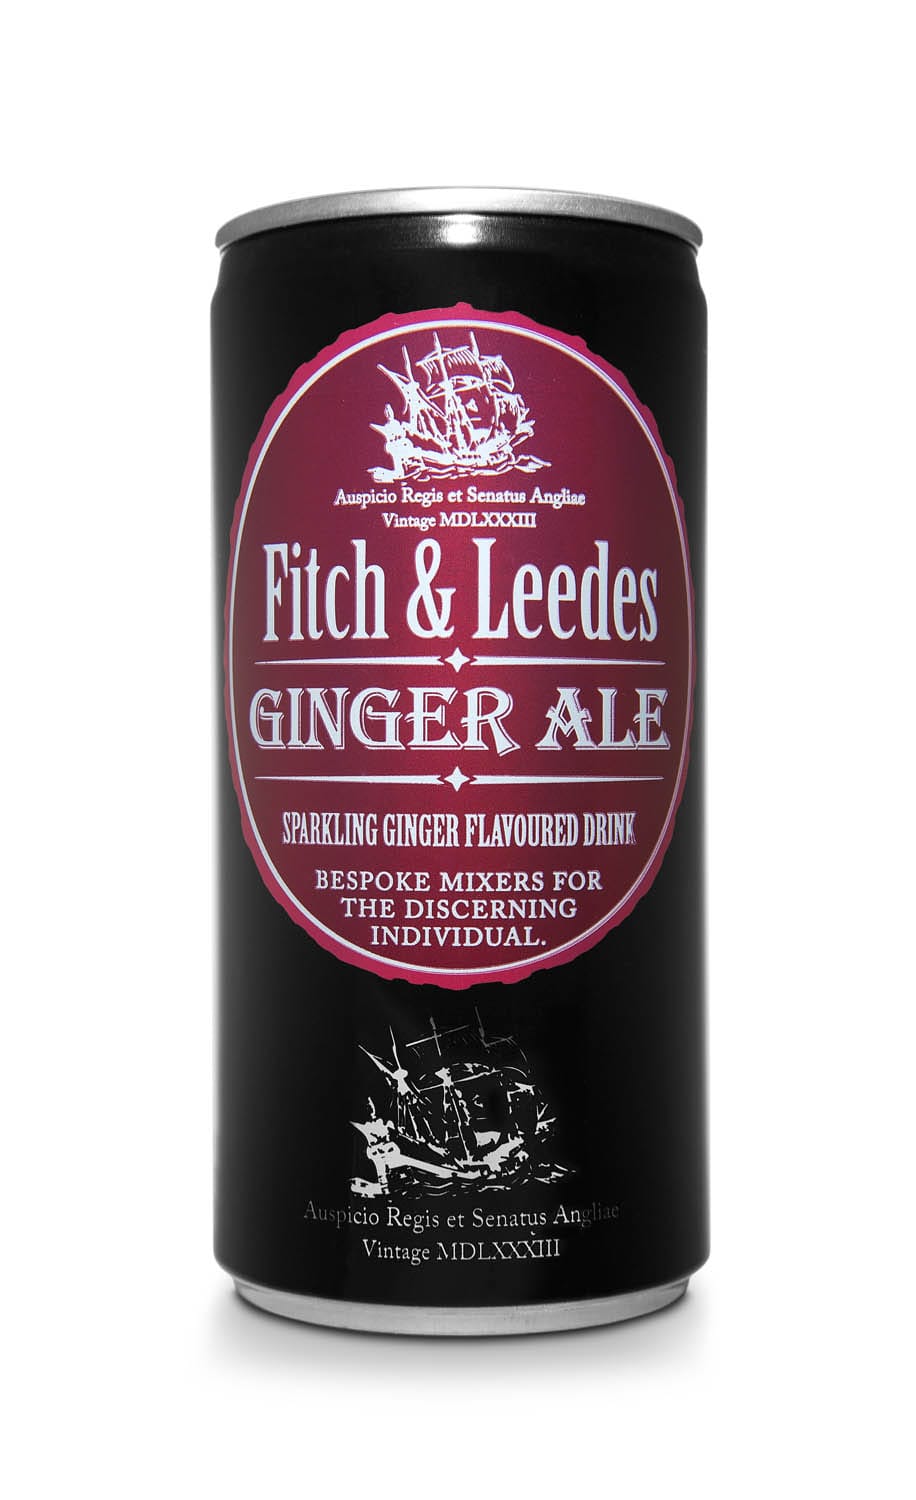 Auspicio Regis et Senatus Angliae
Vintage MDLXXXIII
Fitch & Leedes
GINGER ALE
SPARKLING GINGER FLAVOURED DRINK
BESPOKE MIXERS FOR
THE DISCERNING
INDIVIDUAL.
Auspicio Regis et Senatus Angliae
Vintage MDLXXXIII